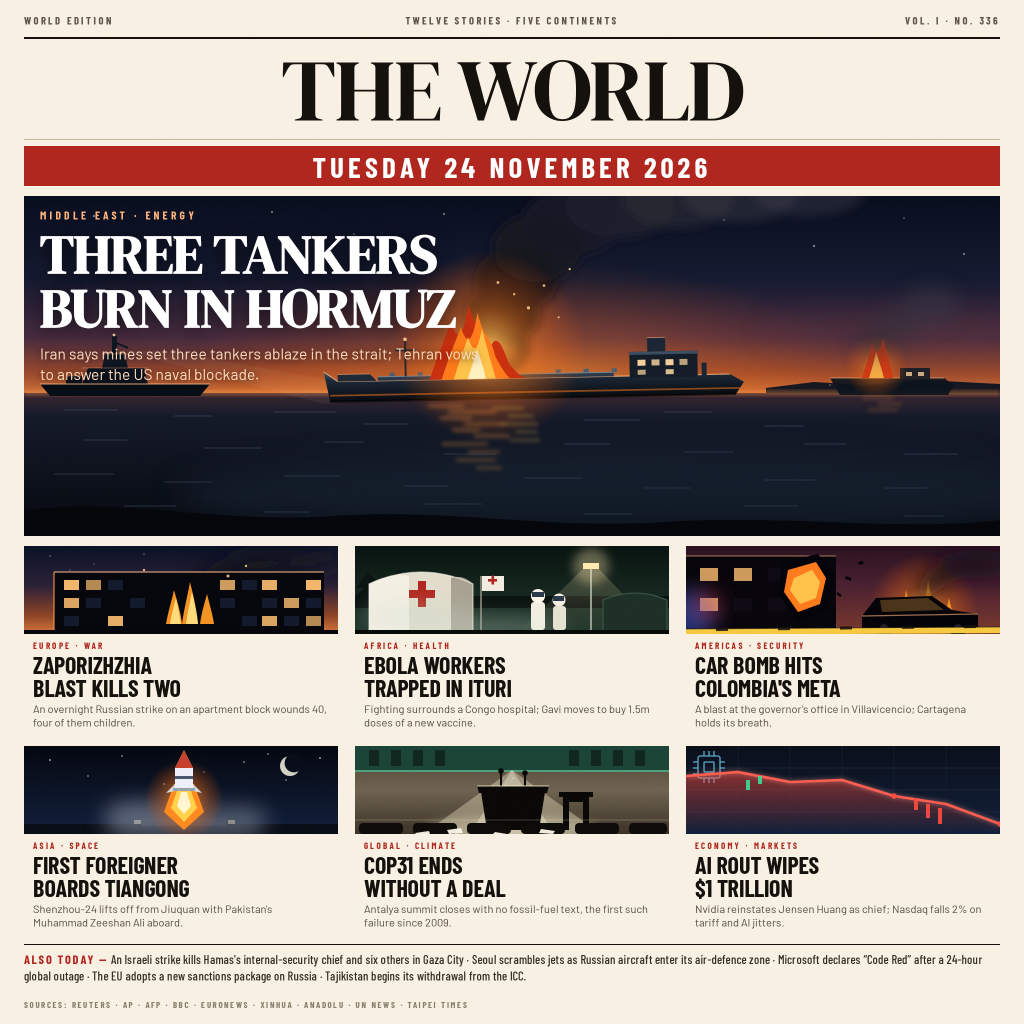 WORLD EDITION
TWELVE STORIES · FIVE CONTINENTS
VOL. I · NO. 336
THE WORLD
TUESDAY 24 NOVEMBER 2026
MIDDLE EAST · ENERGY
THREE TANKERS
BURN IN HORMUZ
Iran says mines set three tankers ablaze in the strait; Tehran vows
to answer the US naval blockade.
EUROPE · WAR
ZAPORIZHZHIA
BLAST KILLS TWO
An overnight Russian strike on an apartment block wounds 40,
four of them children.
AFRICA · HEALTH
EBOLA WORKERS
TRAPPED IN ITURI
Fighting surrounds a Congo hospital; Gavi moves to buy 1.5m
doses of a new vaccine.
AMERICAS · SECURITY
CAR BOMB HITS
COLOMBIA'S META
A blast at the governor's office in Villavicencio; Cartagena
holds its breath.
ASIA · SPACE
FIRST FOREIGNER
BOARDS TIANGONG
Shenzhou-24 lifts off from Jiuquan with Pakistan's
Muhammad Zeeshan Ali aboard.
GLOBAL · CLIMATE
COP31 ENDS
WITHOUT A DEAL
Antalya summit closes with no fossil-fuel text, the first such
failure since 2009.
ECONOMY · MARKETS
AI ROUT WIPES
$1 TRILLION
Nvidia reinstates Jensen Huang as chief; Nasdaq falls 2% on
tariff and AI jitters.
ALSO TODAY — An Israeli strike kills Hamas's internal-security chief and six others in Gaza City · Seoul scrambles jets as Russian aircraft enter its air-defence zone · Microsoft declares “Code Red” after a 24-hour
global outage · The EU adopts a new sanctions package on Russia · Tajikistan begins its withdrawal from the ICC.
SOURCES: REUTERS · AP · AFP · BBC · EURONEWS · XINHUA · ANADOLU · UN NEWS · TAIPEI TIMES